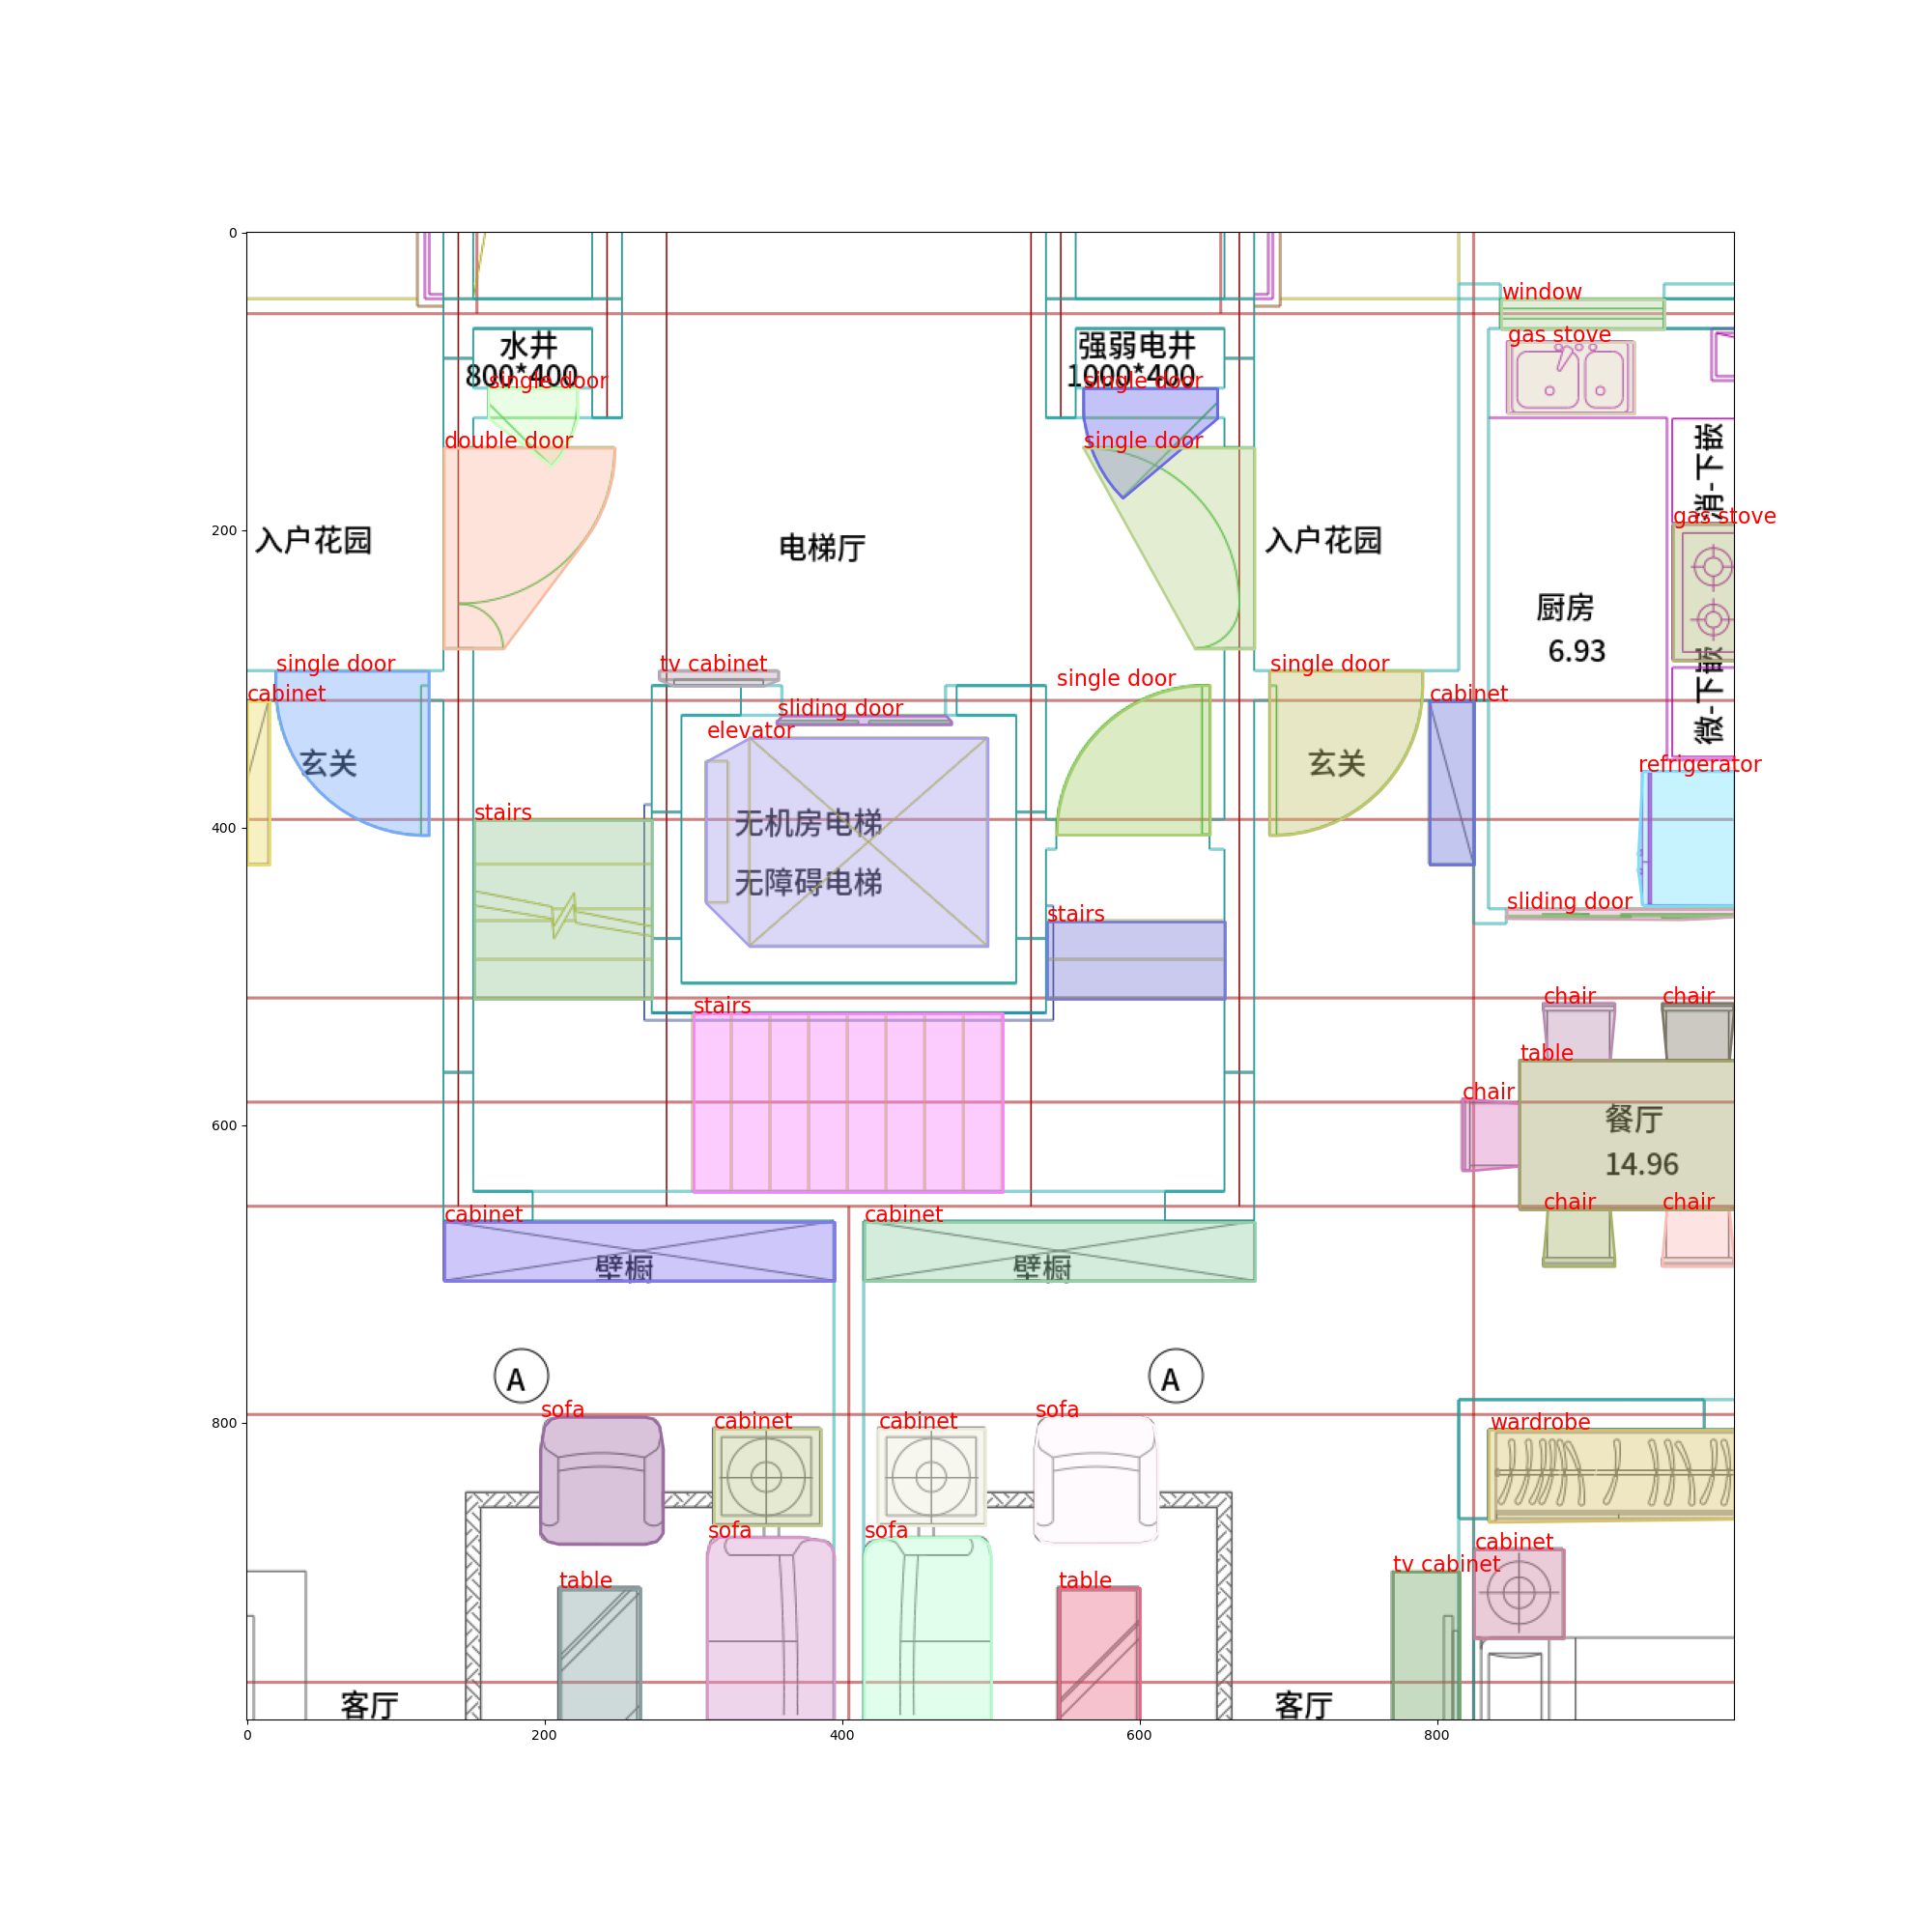 0
window
水井
强弱电井
gas stove
800*400
1000*400
single door
single door
double door
single door
消-下嵌
gas stove
入户花园
电梯厅
入户花园
200
厨房
6.93
微-下嵌
single door
tv cabinet
single door
single door
cabinet
cabinet
sliding door
elevator
玄关
玄关
refrigerator
stairs
无机房电梯
400
无障碍电梯
sliding door
stairs
chair
chair
stairs
table
chair
餐厅
600
14.96
chair
chair
cabinet
cabinet
壁橱
壁橱
A
A
sofa
sofa
800
cabinet
cabinet
wardrobe
sofa
sofa
cabinet
tv cabinet
table
table
客厅
客厅
0
200
400
600
800